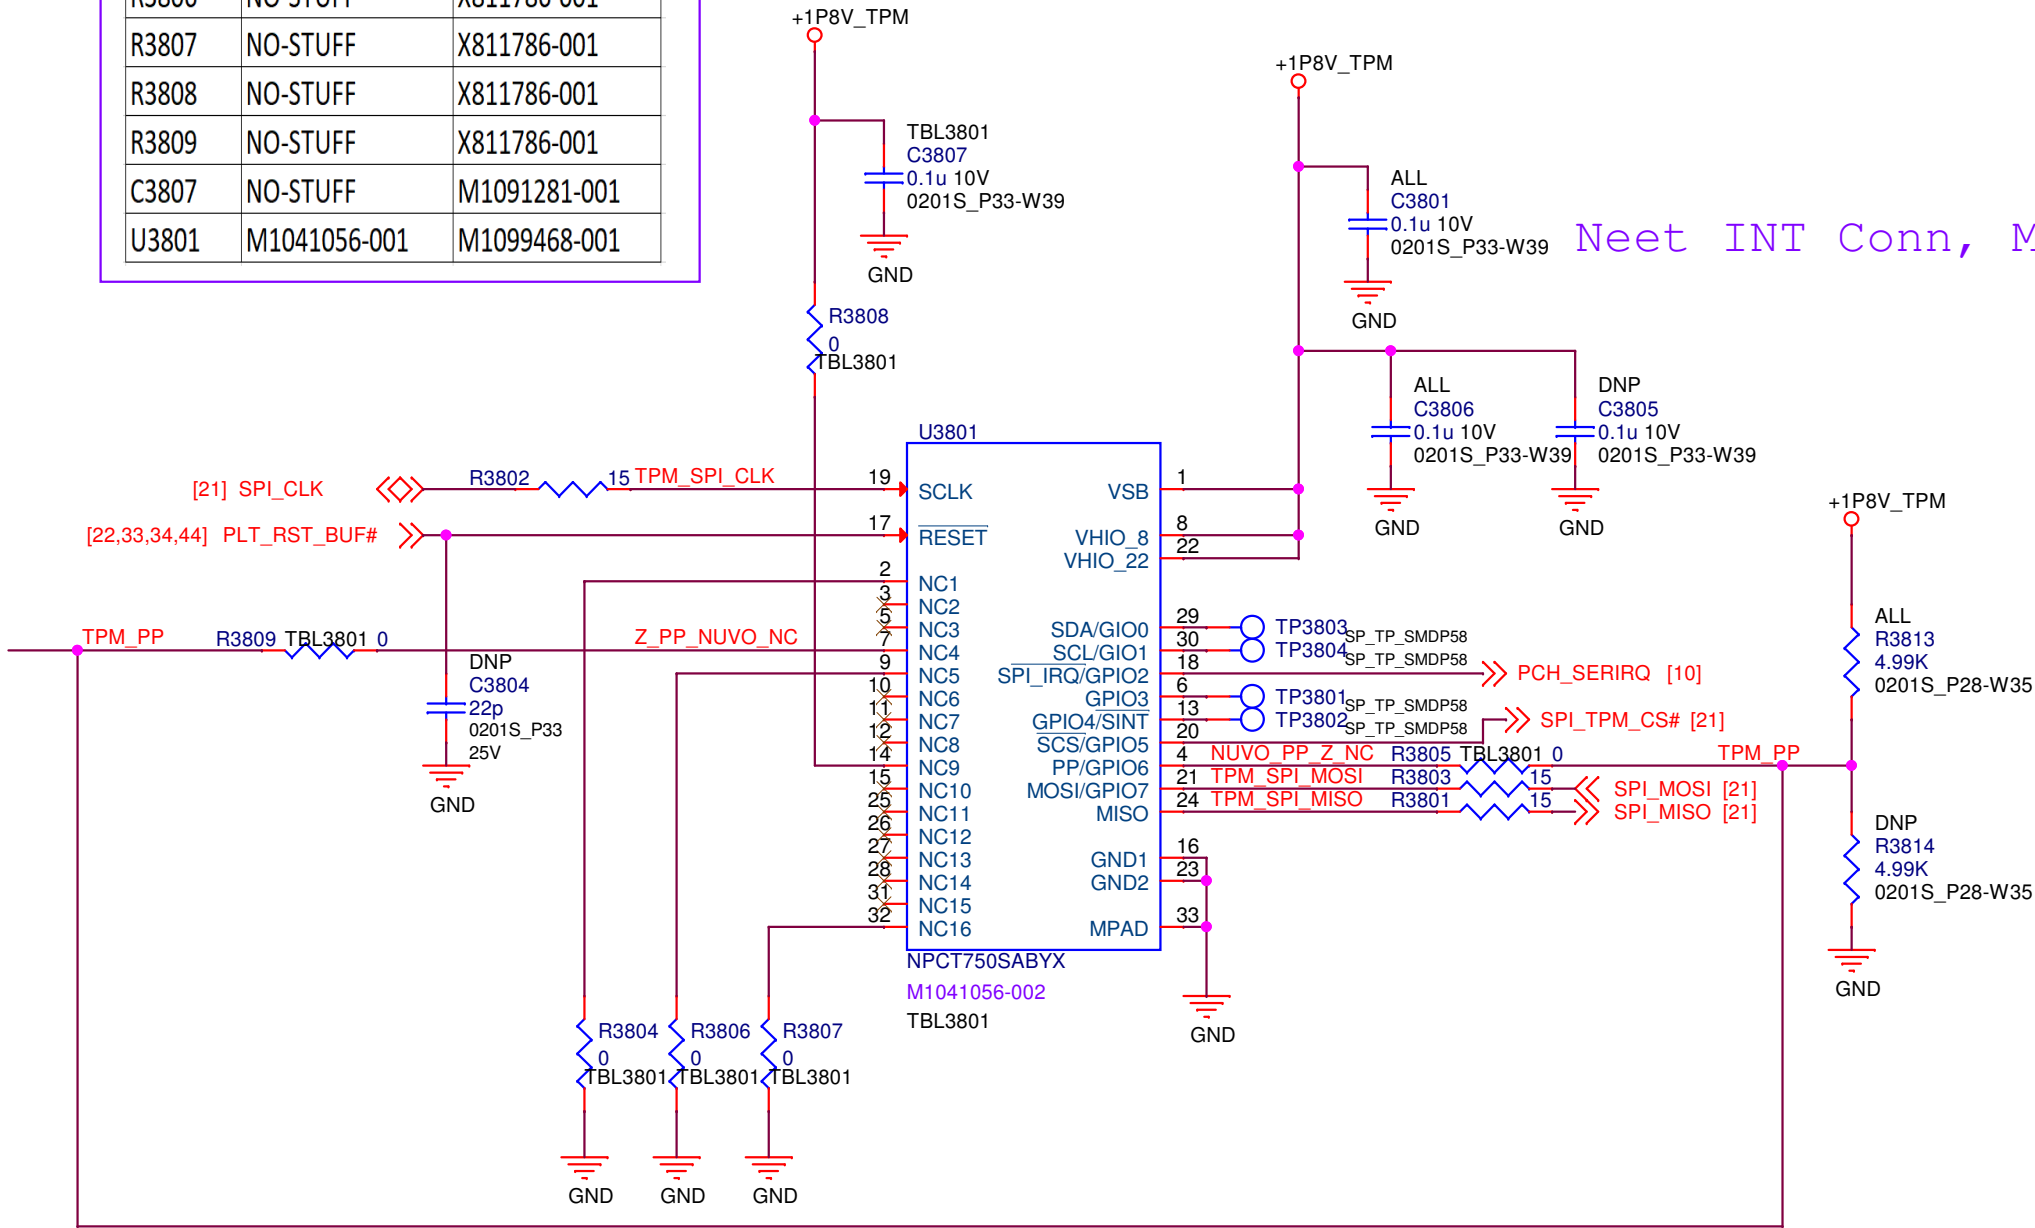 R3806 NO-STUFF X811786-001
R3807 NO-STUFF X811786-001
R3808 NO-STUFF X811786-001
R3809 NO-STUFF X811786-001
C3807 NO-STUFF M1091281-001
U3801 M1041056-001 M1099468-001
+1P8V_TPM
TBL3801
C3807
0.1u 10V
0201S_P33-W39
GND
R3808
0
TBL3801
+1P8V_TPM
ALL
C3801
0.1u 10V
0201S_P33-W39
GND
Neet INT Conn, M
ALL
C3806
0.1u 10V
0201S_P33-W39
GND
DNP
C3805
0.1u 10V
0201S_P33-W39
GND
[21] SPI_CLK
R3802 15 TPM_SPI_CLK
[22,33,34,44] PLT_RST_BUF#
TPM_PP R3809 TBL3801 0 Z_PP_NUVO_NC
DNP
C3804
22p
0201S_P33
25V
GND
U3801
19 SCLK
17 RESET
2 NC1
3 NC2
5 NC3
7 NC4
9 NC5
10 NC6
11 NC7
12 NC8
14 NC9
15 NC10
25 NC11
26 NC12
27 NC13
28 NC14
31 NC15
32 NC16
VSB 1
VHIO_8 8
VHIO_22 22
SDA/GIO0 29 TP3803 SP_TP_SMDP58
SCL/GIO1 30 TP3804 SP_TP_SMDP58
SPI_IRQ/GPIO2 18 PCH_SERIRQ [10]
GPIO3 6 TP3801 SP_TP_SMDP58
GPIO4/SINT 13 TP3802 SP_TP_SMDP58
SCS/GPIO5 20 SPI_TPM_CS# [21]
PP/GPIO6 4 NUVO_PP_Z_NC R3805 TBL3801 0 TPM_PP
MOSI/GPIO7 21 TPM_SPI_MOSI R3803 15 SPI_MOSI [21]
MISO 24 TPM_SPI_MISO R3801 15 SPI_MISO [21]
GND1 16
GND2 23
MPAD 33
NPCT750SABYX
M1041056-002
TBL3801
GND
+1P8V_TPM
ALL
R3813
4.99K
0201S_P28-W35
DNP
R3814
4.99K
0201S_P28-W35
GND
R3804
0
TBL3801
GND
R3806
0
TBL3801
GND
R3807
0
TBL3801
GND